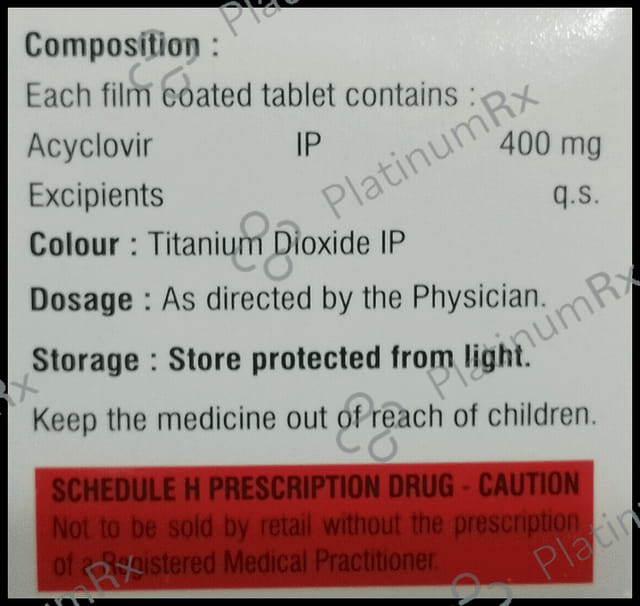 Composition :
Each film coated tablet contains :
Acyclovir IP 400 mg
Excipients q.s.
Colour : Titanium Dioxide IP
Dosage : As directed by the Physician.
Storage : Store protected from light.
Keep the medicine out of reach of children.
SCHEDULE H PRESCRIPTION DRUG - CAUTION
Not to be sold by retail without the prescription
of a Registered Medical Practitioner.
PlatinumRx
PlatinumRx